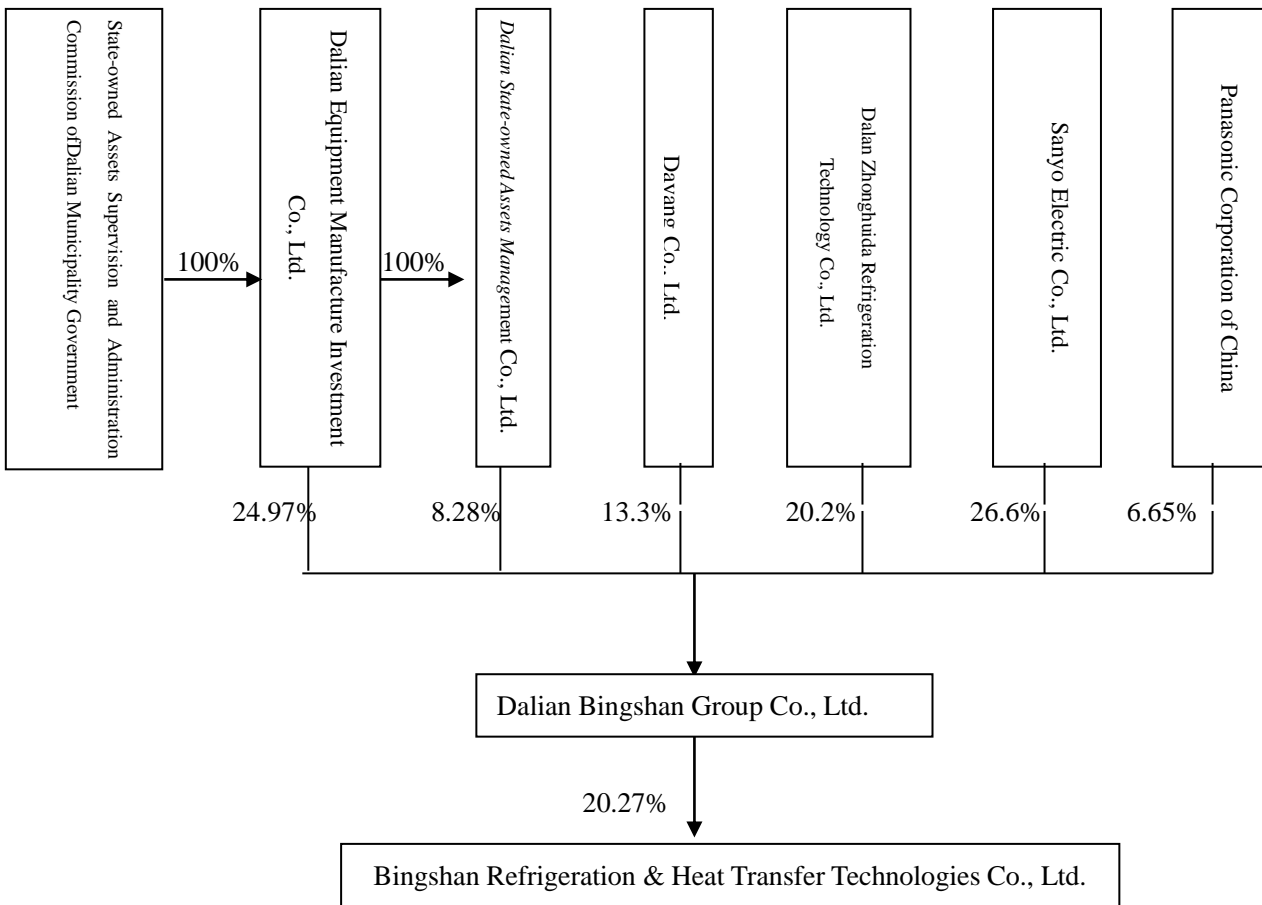 State-owned Assets Supervision and Administration
Commission ofDalian Municipality Government
Dalian Equipment Manufacture Investment
Co., Ltd.
Dalian State-owned Assets Management Co., Ltd.
Davang Co.. Ltd.
Dalan Zhonghuida Refrigeration
Technology Co., Ltd.
Sanyo Electric Co., Ltd.
Panasonic Corporation of China
100%
100%
24.97%
8.28%
13.3%
20.2%
26.6%
6.65%
Dalian Bingshan Group Co., Ltd.
20.27%
Bingshan Refrigeration & Heat Transfer Technologies Co., Ltd.